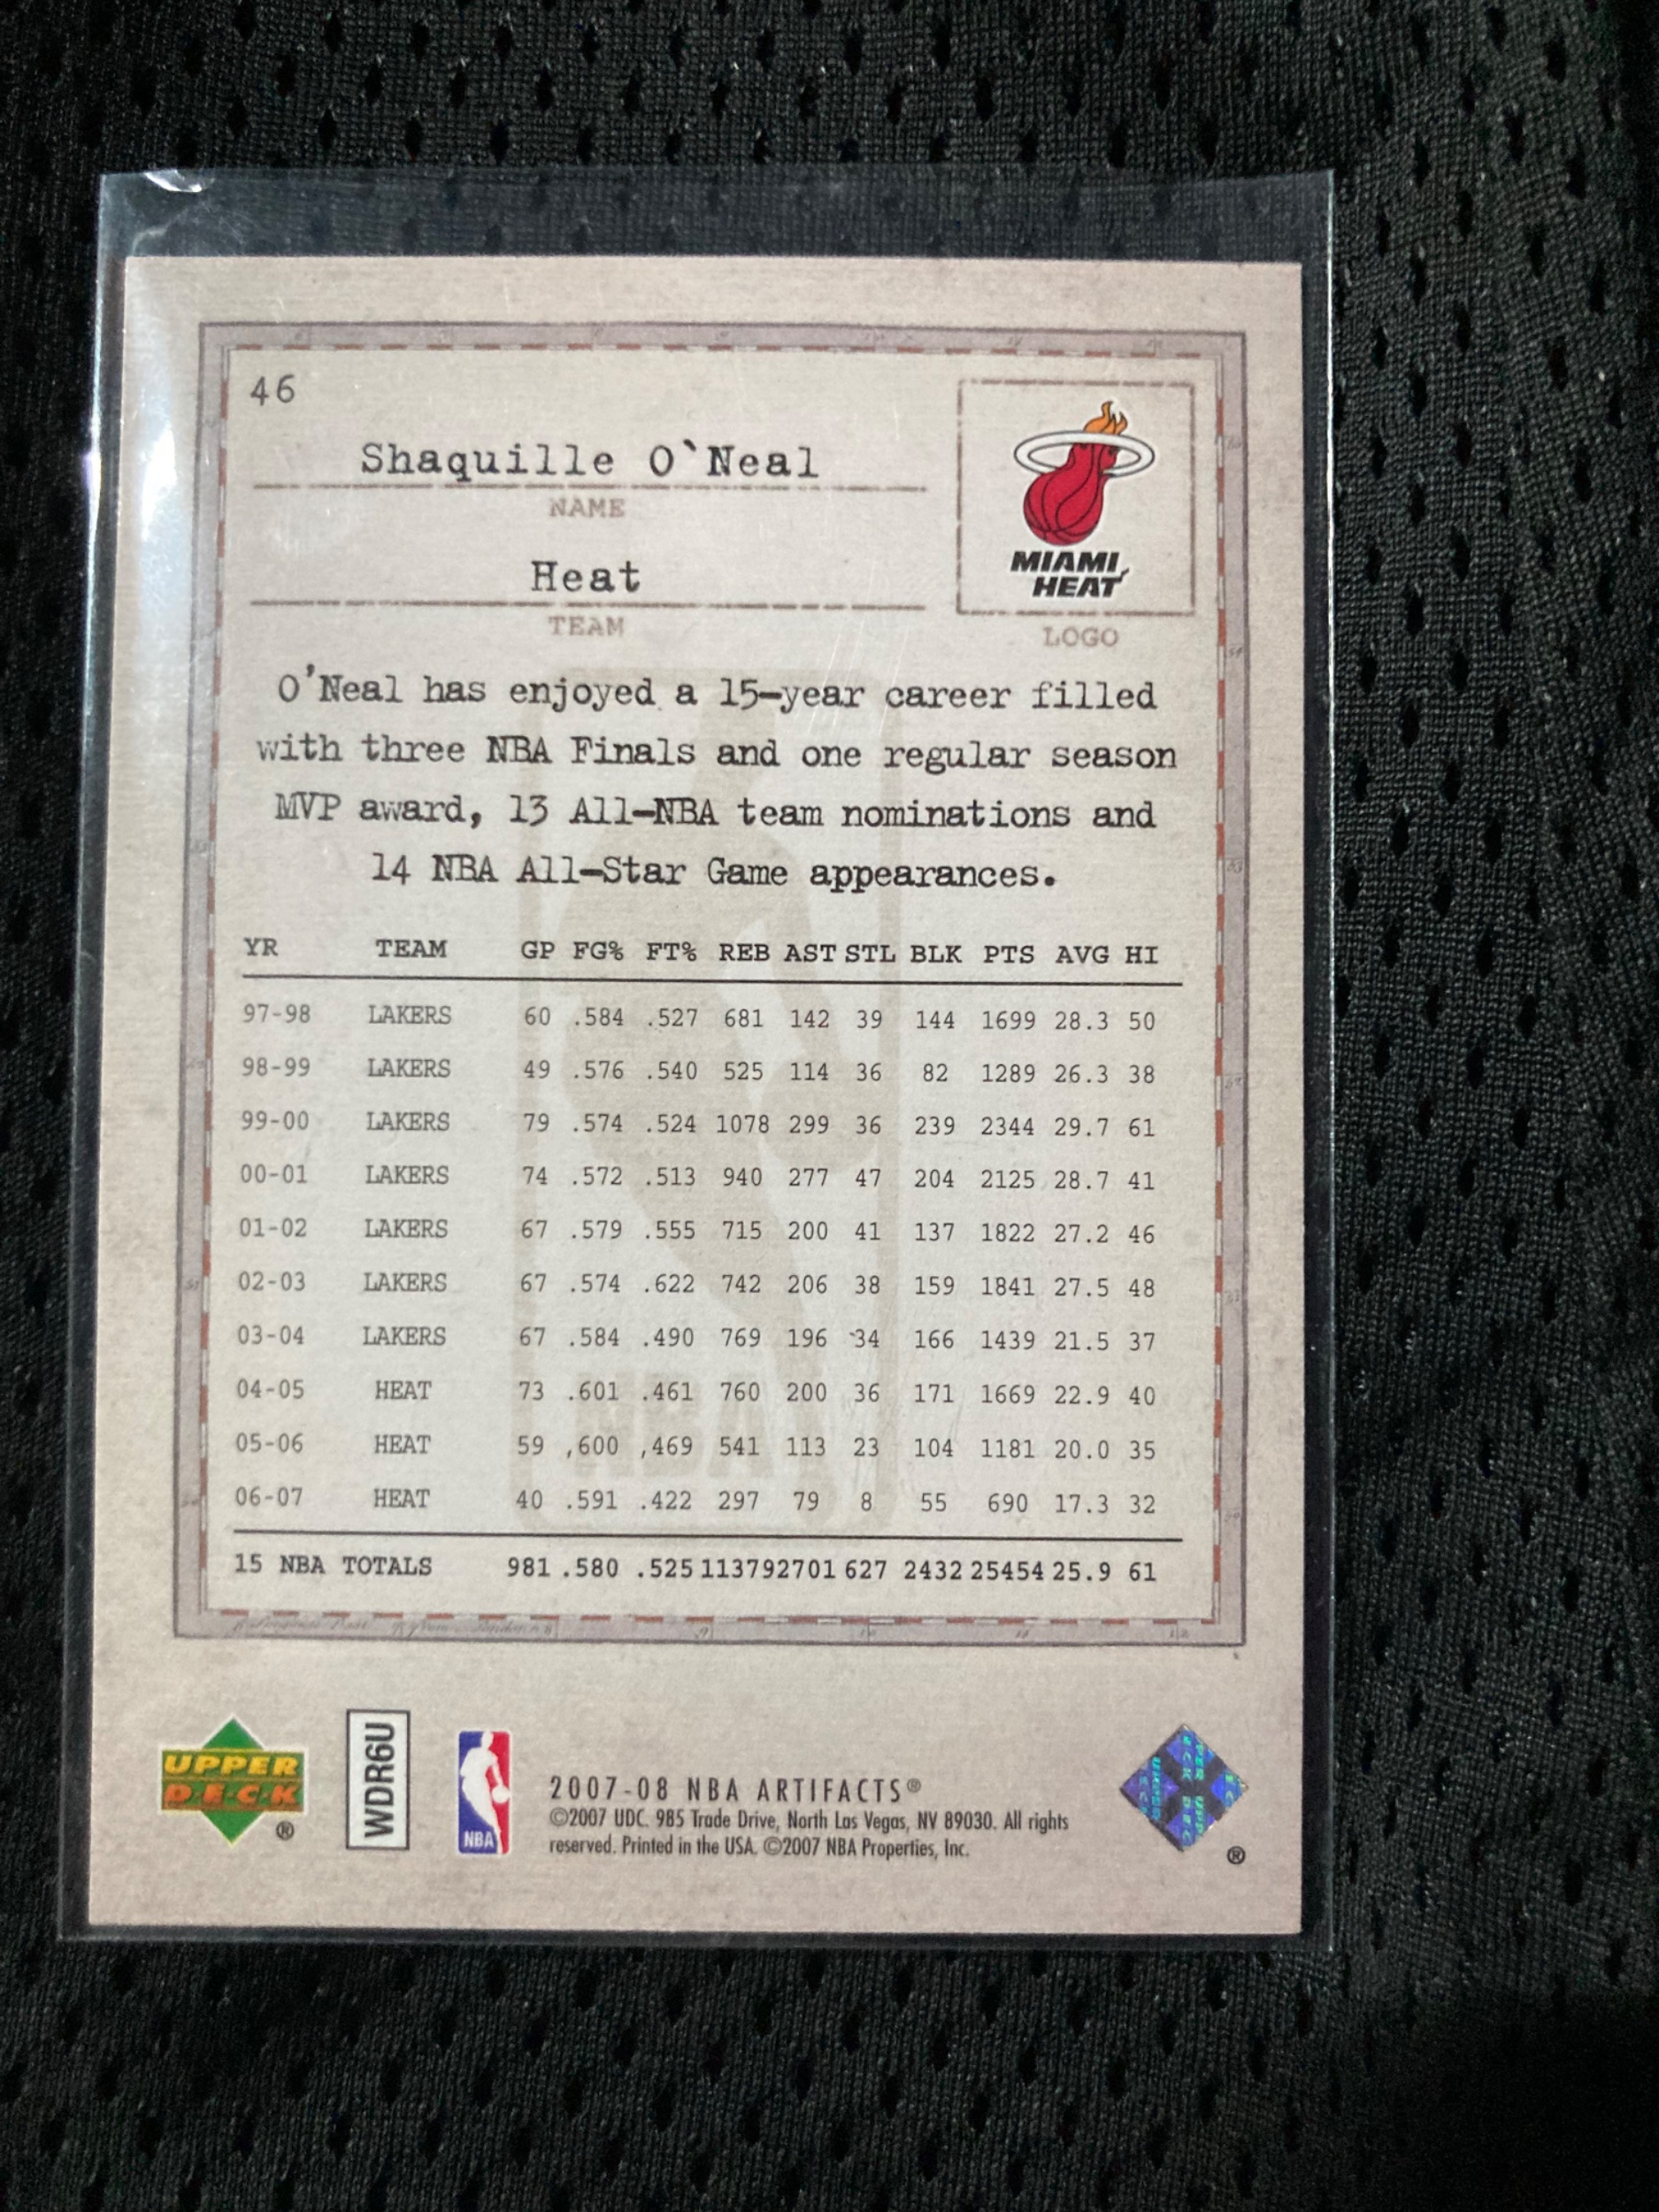 46
Shaquille O`Neal
NAME
Heat
TEAM
MIAMI
HEAT
LOGO
O'Neal has enjoyed a 15-year career filled
with three NBA Finals and one regular season
MVP award, 13 All-NBA team nominations and
14 NBA All-Star Game appearances.
YR TEAM GP FG% FT% REB AST STL BLK PTS AVG HI
97-98 LAKERS 60 .584 .527 681 142 39 144 1699 28.3 50
98-99 LAKERS 49 .576 .540 525 114 36 82 1289 26.3 38
99-00 LAKERS 79 .574 .524 1078 299 36 239 2344 29.7 61
00-01 LAKERS 74 .572 .513 940 277 47 204 2125 28.7 41
01-02 LAKERS 67 .579 .555 715 200 41 137 1822 27.2 46
02-03 LAKERS 67 .574 .622 742 206 38 159 1841 27.5 48
03-04 LAKERS 67 .584 .490 769 196 34 166 1439 21.5 37
04-05 HEAT 73 .601 .461 760 200 36 171 1669 22.9 40
05-06 HEAT 59 ,600 ,469 541 113 23 104 1181 20.0 35
06-07 HEAT 40 .591 .422 297 79 8 55 690 17.3 32
15 NBA TOTALS 981 .580 .525 11379 2701 627 2432 25454 25.9 61
UPPER
D·E·C·K
®
WDR6U
NBA
2007-08 NBA ARTIFACTS®
©2007 UDC. 985 Trade Drive, North Las Vegas, NV 89030. All rights
reserved. Printed in the USA. ©2007 NBA Properties, Inc.
®